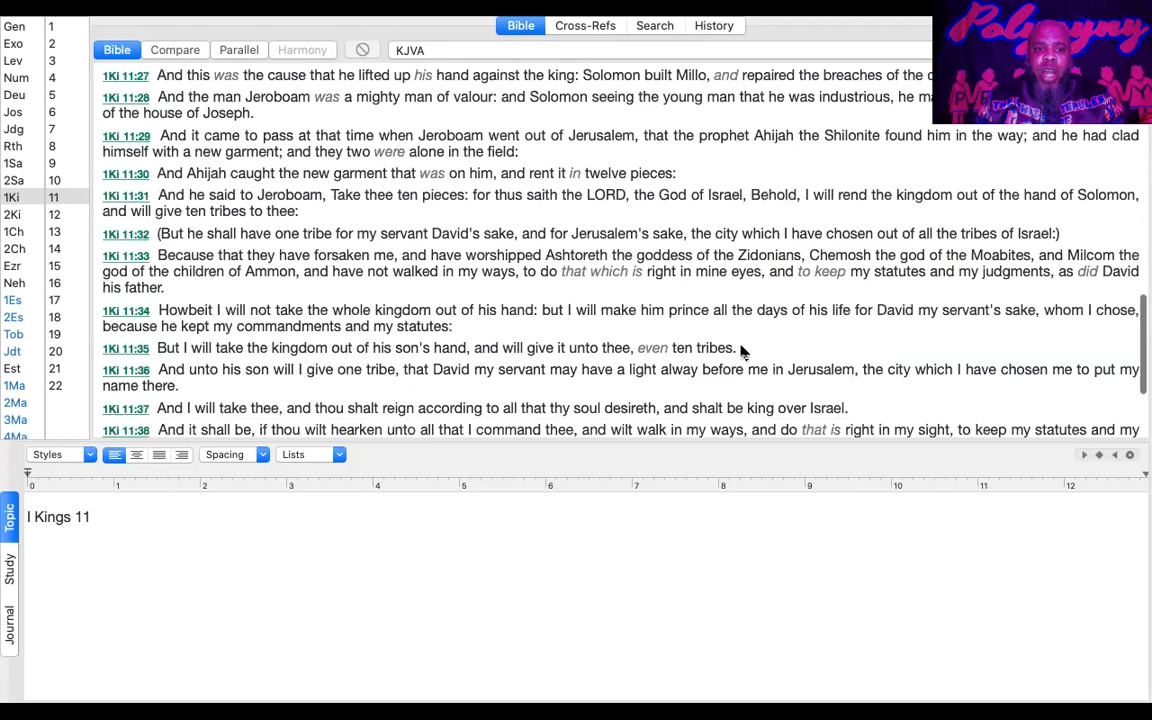 Bible Cross-Refs Search History
Bible Compare Parallel Harmony KJVA
Gen 1
Exo 2
Lev 3
Num 4
Deu 5
Jos 6
Jdg 7
Rth 8
1Sa 9
2Sa 10
1Ki 11
2Ki 12
1Ch 13
2Ch 14
Ezr 15
Neh 16
1Es 17
2Es 18
Tob 19
Jdt 20
Est 21
1Ma 22
2Ma
3Ma
4Ma
1Ki 11:27 And this was the cause that he lifted up his hand against the king: Solomon built Millo, and repaired the breaches of the
1Ki 11:28 And the man Jeroboam was a mighty man of valour: and Solomon seeing the young man that he was industrious, he
of the house of Joseph.
1Ki 11:29 And it came to pass at that time when Jeroboam went out of Jerusalem, that the prophet Ahijah the Shilonite found him in the way; and he had clad
himself with a new garment; and they two were alone in the field:
1Ki 11:30 And Ahijah caught the new garment that was on him, and rent it in twelve pieces:
1Ki 11:31 And he said to Jeroboam, Take thee ten pieces: for thus saith the LORD, the God of Israel, Behold, I will rend the kingdom out of the hand of Solomon,
and will give ten tribes to thee:
1Ki 11:32 (But he shall have one tribe for my servant David's sake, and for Jerusalem's sake, the city which I have chosen out of all the tribes of Israel:)
1Ki 11:33 Because that they have forsaken me, and have worshipped Ashtoreth the goddess of the Zidonians, Chemosh the god of the Moabites, and Milcom the
god of the children of Ammon, and have not walked in my ways, to do that which is right in mine eyes, and to keep my statutes and my judgments, as did David
his father.
1Ki 11:34 Howbeit I will not take the whole kingdom out of his hand: but I will make him prince all the days of his life for David my servant's sake, whom I chose,
because he kept my commandments and my statutes:
1Ki 11:35 But I will take the kingdom out of his son's hand, and will give it unto thee, even ten tribes.
1Ki 11:36 And unto his son will I give one tribe, that David my servant may have a light alway before me in Jerusalem, the city which I have chosen me to put my
name there.
1Ki 11:37 And I will take thee, and thou shalt reign according to all that thy soul desireth, and shalt be king over Israel.
1Ki 11:38 And it shall be, if thou wilt hearken unto all that I command thee, and wilt walk in my ways, and do that is right in my sight, to keep my statutes and my
Styles Spacing Lists
0 1 2 3 4 5 6 7 8 9 10 11 12
I Kings 11
Topic
Study
Journal